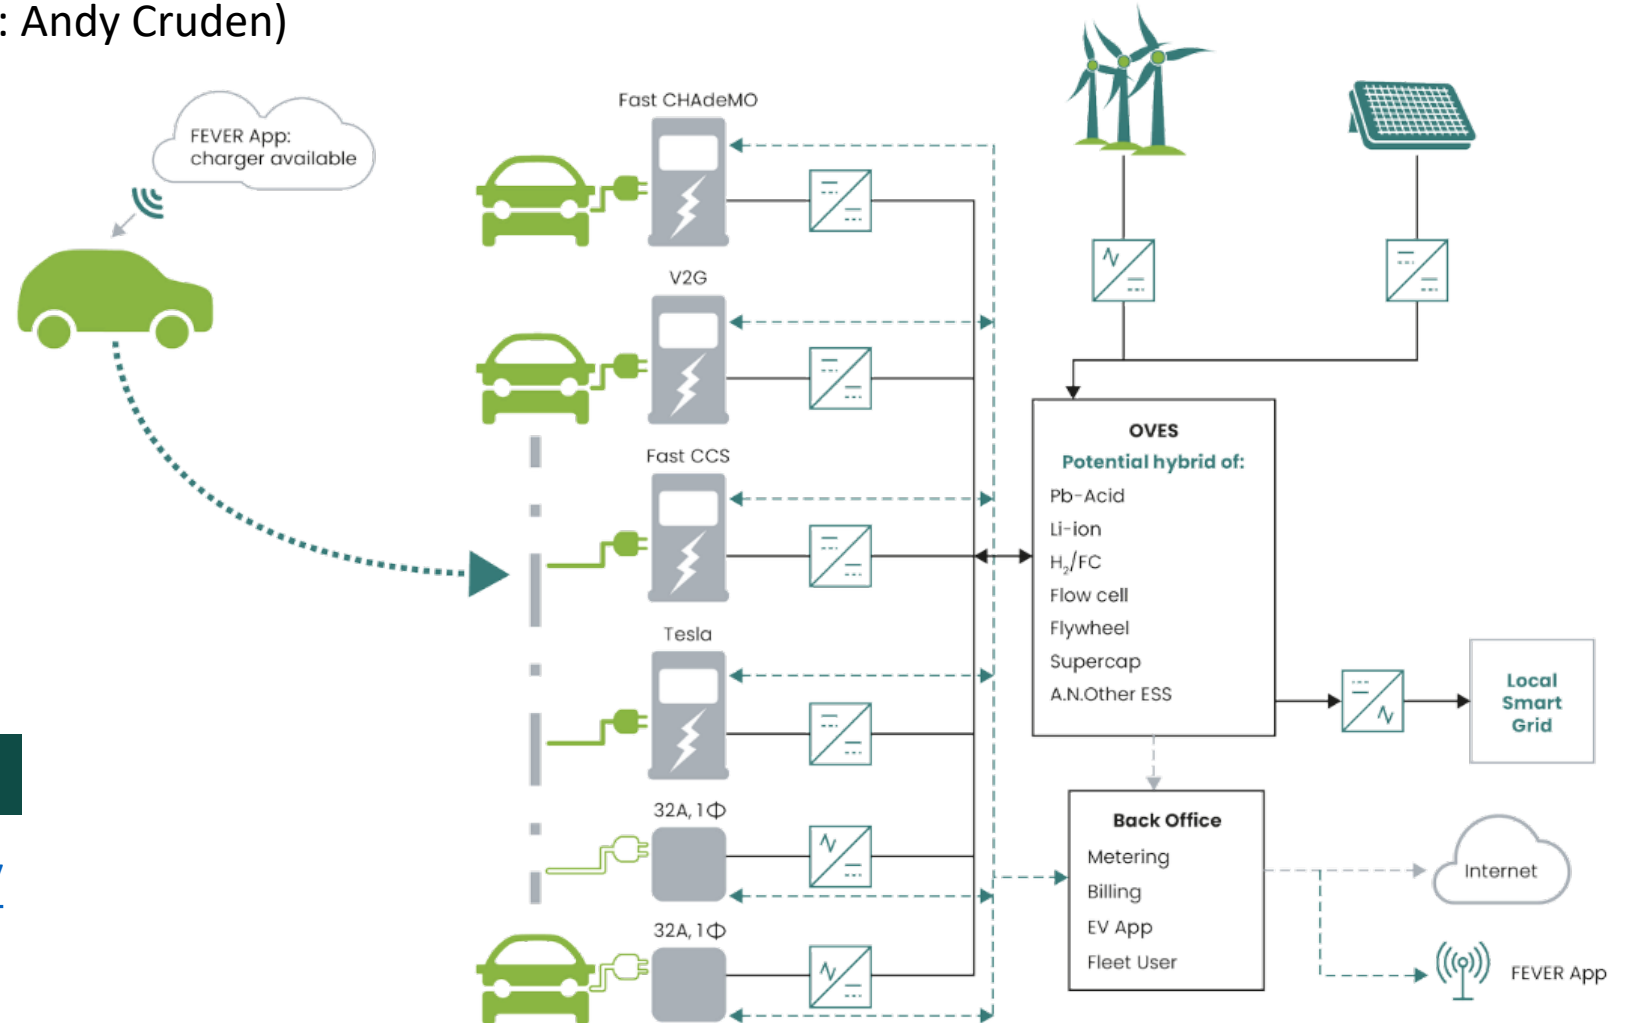 : Andy Cruden)
FEVER App:
charger available
Fast CHAdeMO
V2G
Fast CCS
Tesla
32A, 1Φ
32A, 1Φ
OVES
Potential hybrid of:
Pb-Acid
Li-ion
H₂/FC
Flow cell
Flywheel
Supercap
A.N.Other ESS
Local
Smart
Grid
Back Office
Metering
Billing
EV App
Fleet User
Internet
FEVER App